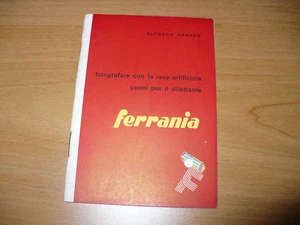 fotografare con la luce artificiale
cenni per il dilettante
ferrania